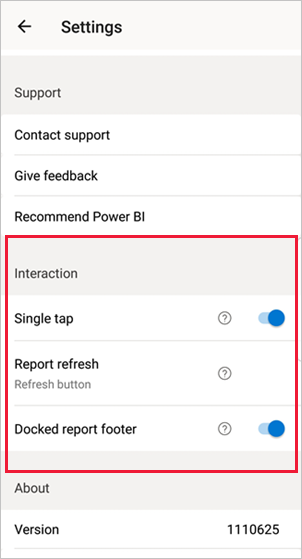 Settings
Support
Contact support
Give feedback
Recommend Power BI
Interaction
Single tap ?
Report refresh ?
Refresh button
Docked report footer ?
About
Version 1110625